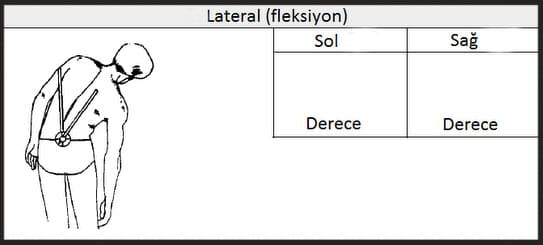 Lateral (fleksiyon)
Sol
Sağ
Derece
Derece